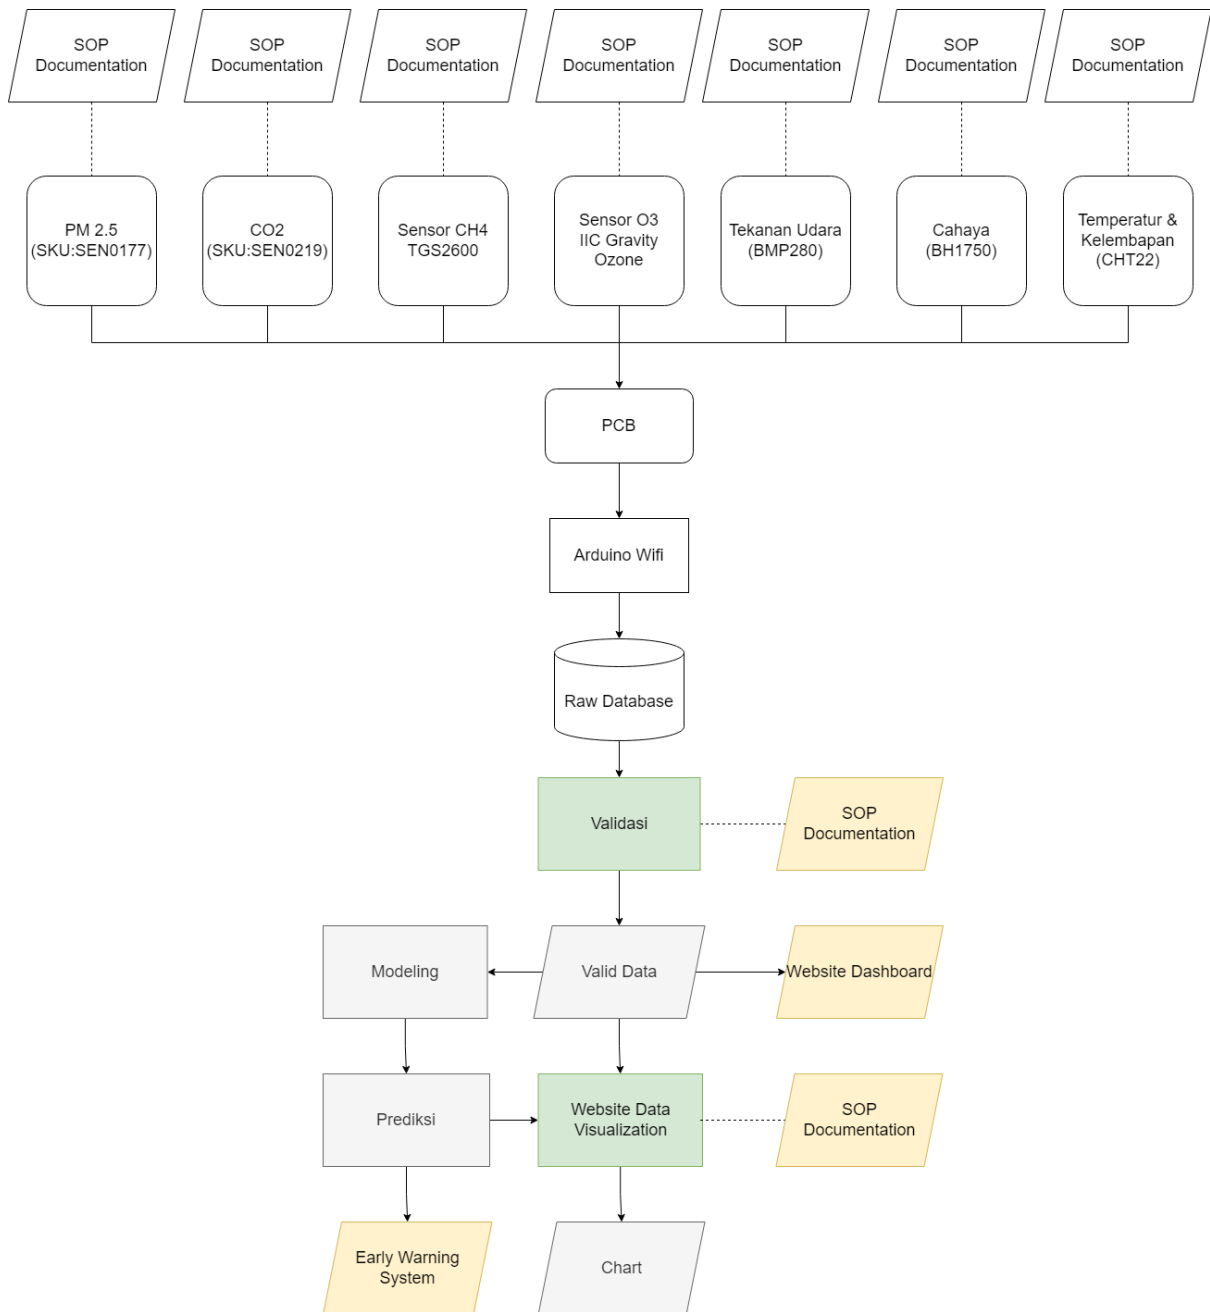 SOP
Documentation
SOP
Documentation
SOP
Documentation
SOP
Documentation
SOP
Documentation
SOP
Documentation
SOP
Documentation
PM 2.5
(SKU:SEN0177)
CO2
(SKU:SEN0219)
Sensor CH4
TGS2600
Sensor O3
IIC Gravity
Ozone
Tekanan Udara
(BMP280)
Cahaya
(BH1750)
Temperatur &
Kelembapan
(CHT22)
PCB
Arduino Wifi
Raw Database
Validasi
SOP
Documentation
Modeling
Valid Data
Website Dashboard
Prediksi
Website Data
Visualization
SOP
Documentation
Early Warning
System
Chart